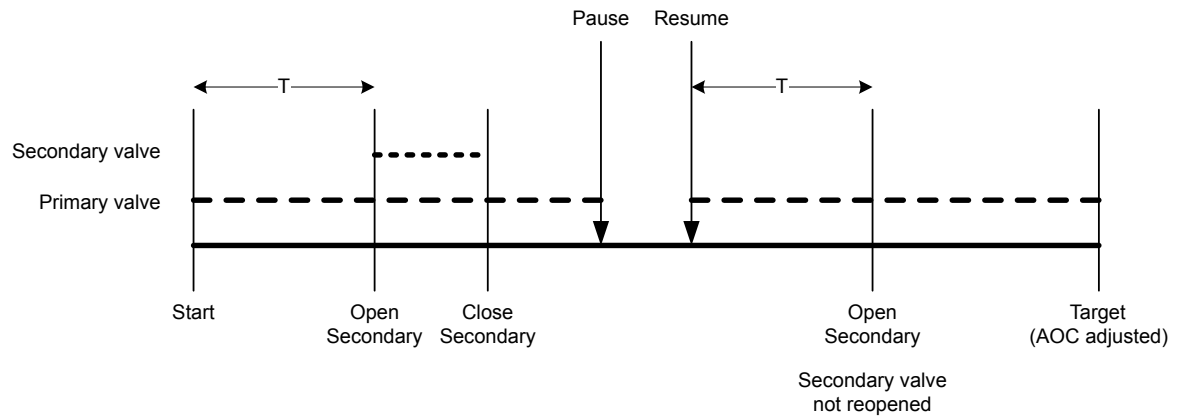 Pause
Resume
T
T
Secondary valve
Primary valve
Start
Open
Secondary
Close
Secondary
Open
Secondary
Target
(AOC adjusted)
Secondary valve
not reopened